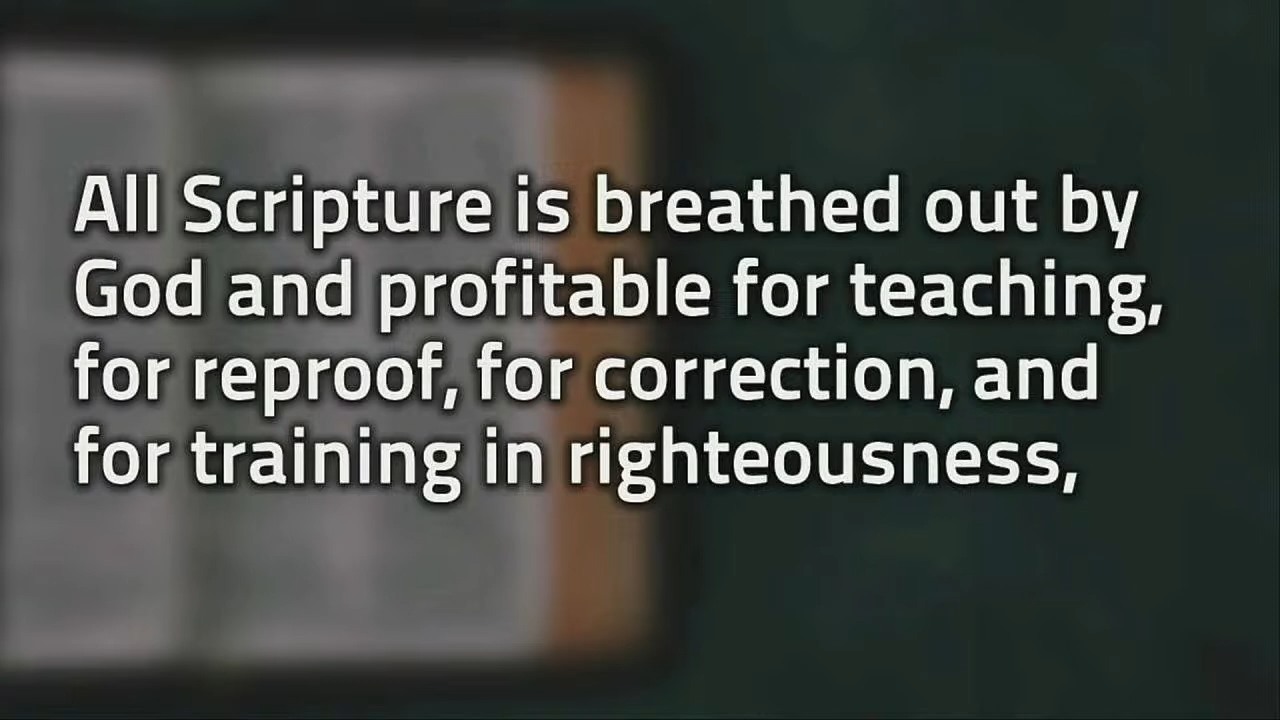 All Scripture is breathed out by
God and profitable for teaching,
for reproof, for correction, and
for training in righteousness,